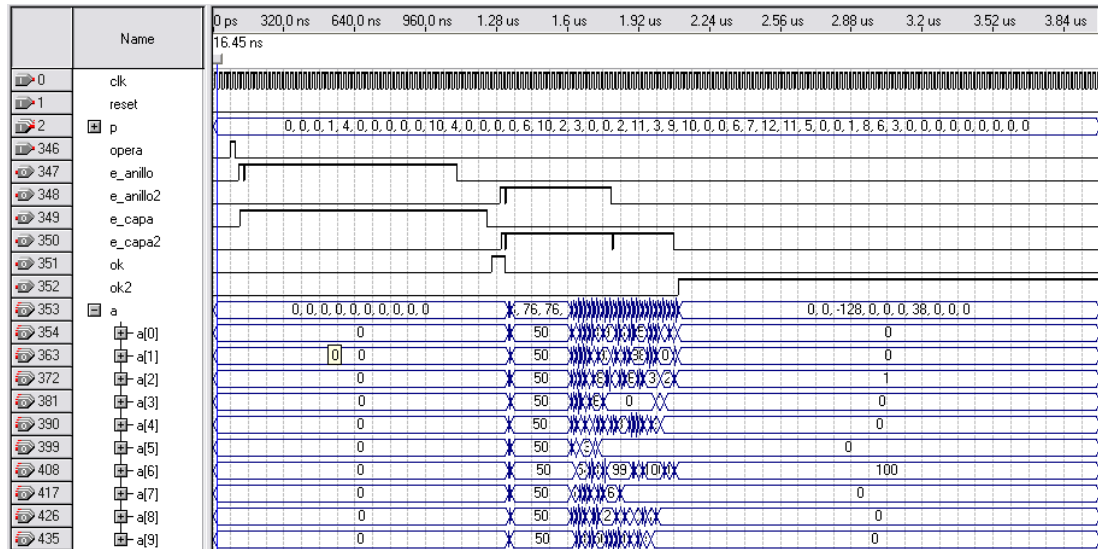 Name
0 ps 320,0 ns 640,0 ns 960,0 ns 1.28 us 1.6 us 1.92 us 2.24 us 2.56 us 2.88 us 3.2 us 3.52 us 3.84 us
16.45 ns
0 clk
1 reset
2 p 0, 0, 0, 1, 4, 0, 0, 0, 0, 0, 10, 4, 0, 0, 0, 0, 6, 10, 2, 3, 0, 0, 2, 11, 3, 9, 10, 0, 0, 6, 7, 12, 11, 5, 0, 0, 1, 8, 6, 3, 0, 0, 0, 0, 0, 0, 0, 0, 0
346 opera
347 e_anillo
348 e_anillo2
349 e_capa
350 e_capa2
351 ok
352 ok2
353 a 0, 0, 0, 0, 0, 0, 0, 0, 0, 0 , 76, 76, 0, 0, -128, 0, 0, 0, 38, 0, 0, 0
354 a[0] 0 50 0
363 a[1] 0 0 50 0 0
372 a[2] 0 50 3 2 1
381 a[3] 0 50 0 0
390 a[4] 0 50 0
399 a[5] 0 50 3 0
408 a[6] 0 50 99 100
417 a[7] 0 50 6 0
426 a[8] 0 50 2 0
435 a[9] 0 50 0